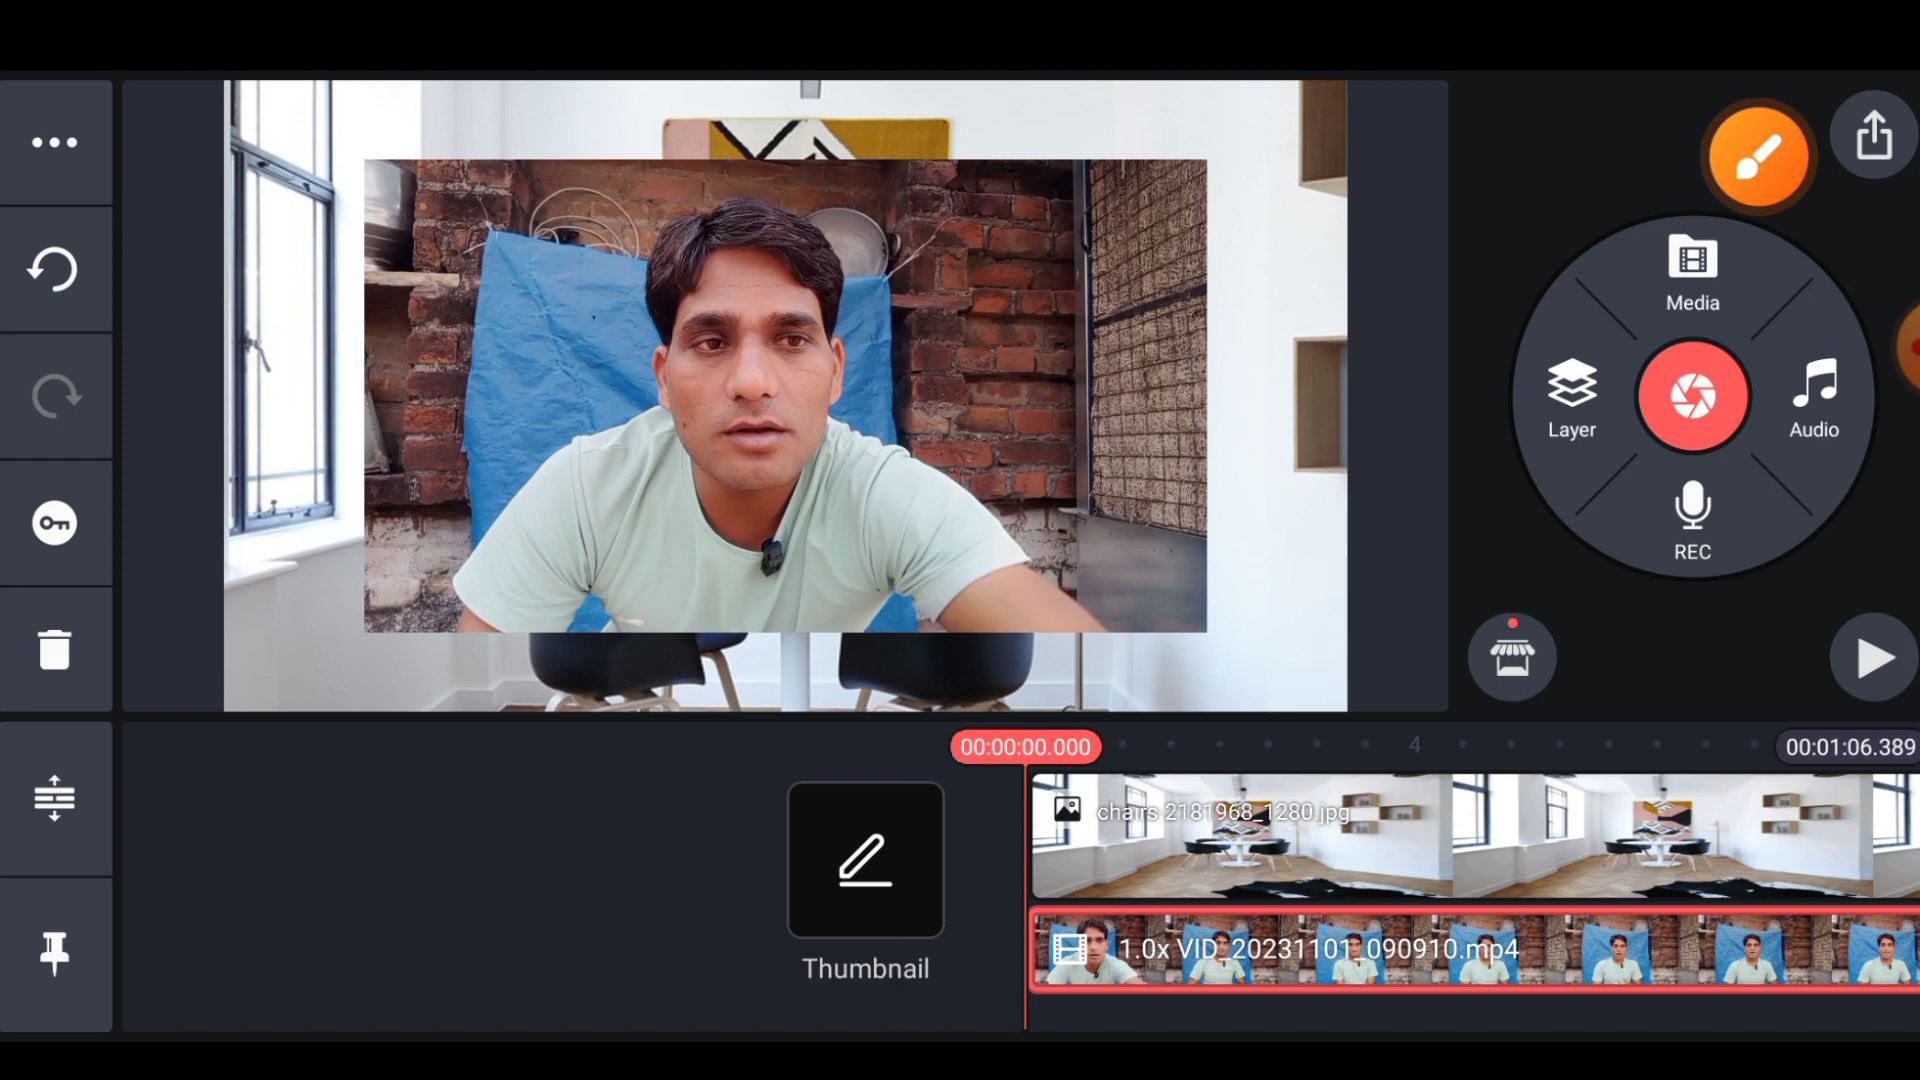 Media
Layer
Audio
REC
00:00:00.000
4
00:01:06.389
chairs 2181968_1280.jpg
1.0x VID_20231101_090910.mp4
Thumbnail